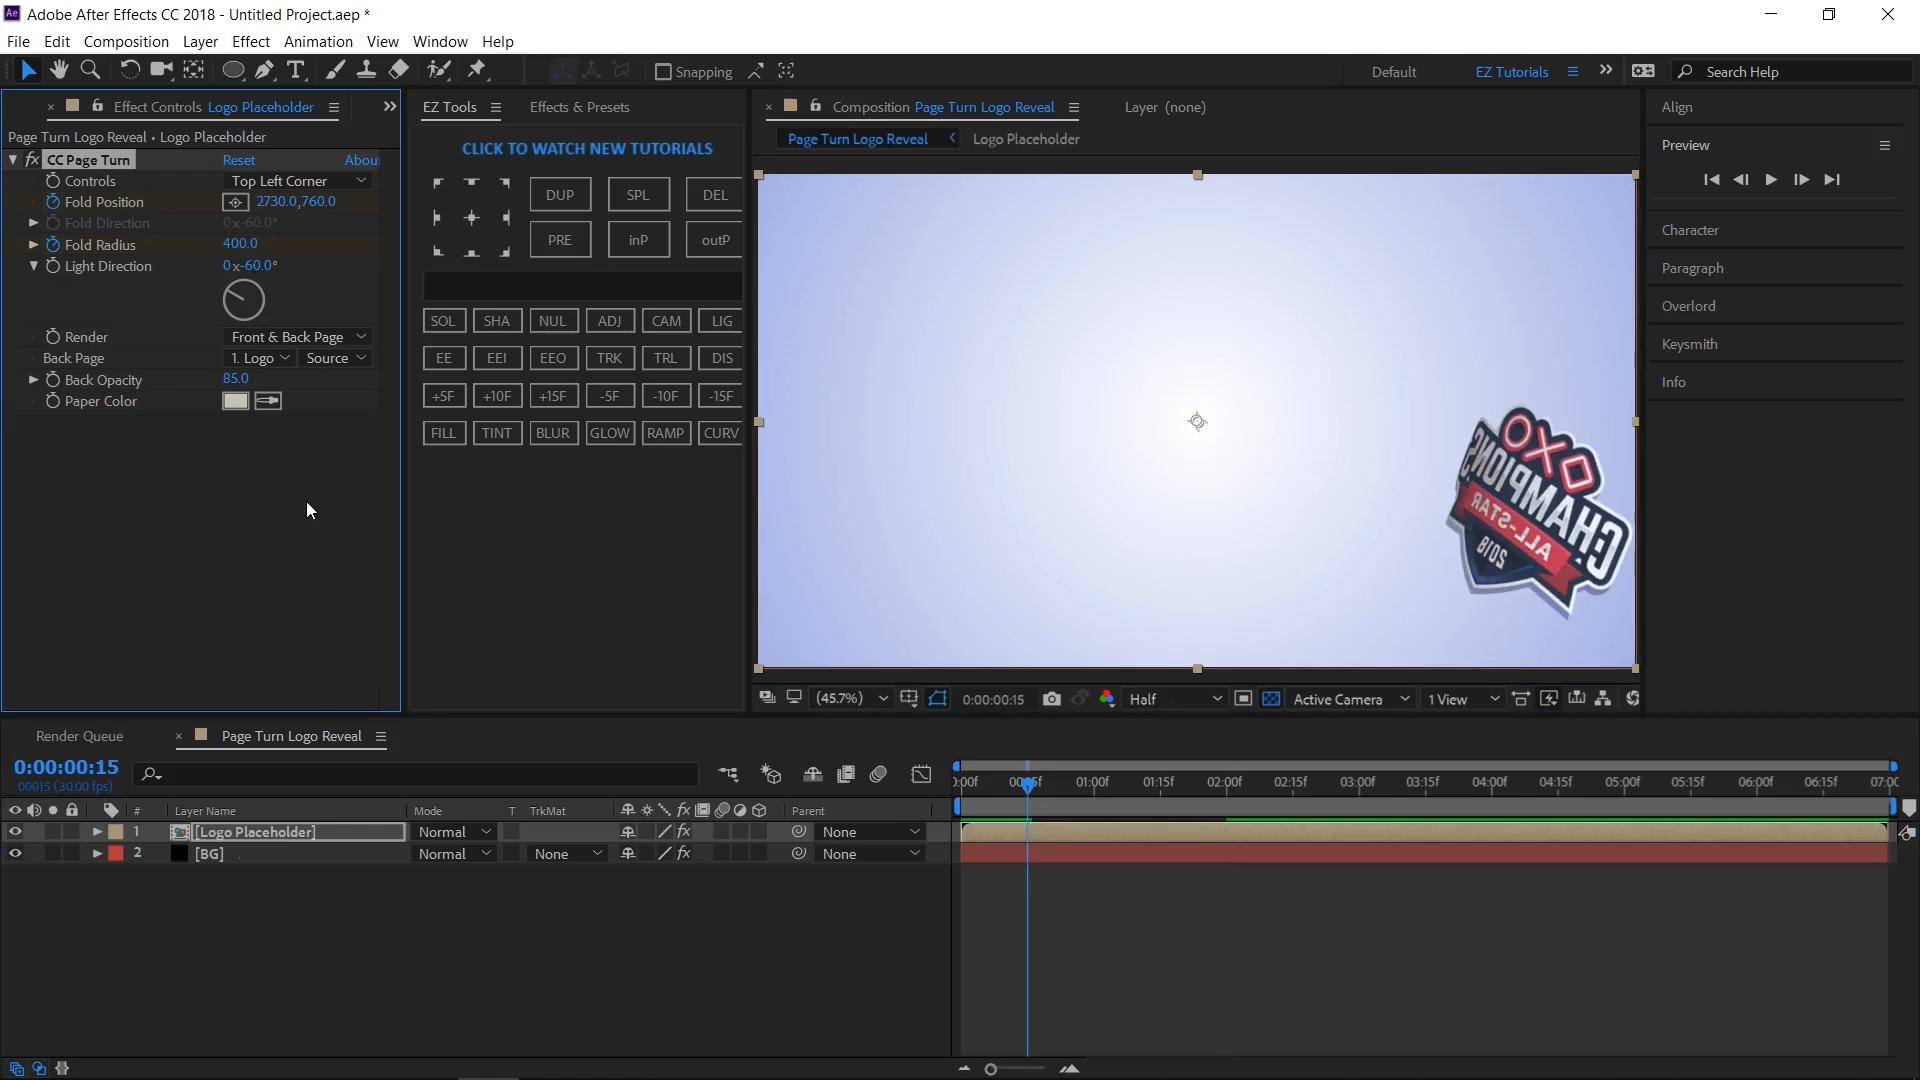 Adobe After Effects CC 2018 - Untitled Project.aep *
File Edit Composition Layer Effect Animation View Window Help
Snapping
Default EZ Tutorials Search Help
Effect Controls Logo Placeholder
Page Turn Logo Reveal • Logo Placeholder
fx CC Page Turn Reset Abou
Controls Top Left Corner
Fold Position 2730.0,760.0
Fold Direction 0x-60.0°
Fold Radius 400.0
Light Direction 0x-60.0°
Render Front & Back Page
Back Page 1. Logo Source
Back Opacity 85.0
Paper Color
EZ Tools Effects & Presets
CLICK TO WATCH NEW TUTORIALS
DUP SPL DEL
PRE inP outP
SOL SHA NUL ADJ CAM LIG
EE EEI EEO TRK TRL DIS
+5F +10F +15F -5F -10F -15F
FILL TINT BLUR GLOW RAMP CURV
Composition Page Turn Logo Reveal Layer (none)
Page Turn Logo Reveal Logo Placeholder
CHAMPIONS
ALL-STAR
2018
(45.7%) 0:00:00:15 Half Active Camera 1 View
Align
Preview
Character
Paragraph
Overlord
Keysmith
Info
Render Queue Page Turn Logo Reveal
0:00:00:15
00015 (30.00 fps)
):00f 00:15f 01:00f 01:15f 02:00f 02:15f 03:00f 03:15f 04:00f 04:15f 05:00f 05:15f 06:00f 06:15f 07:00
# Layer Name Mode T TrkMat Parent
1 [Logo Placeholder] Normal None
2 [BG] Normal None None